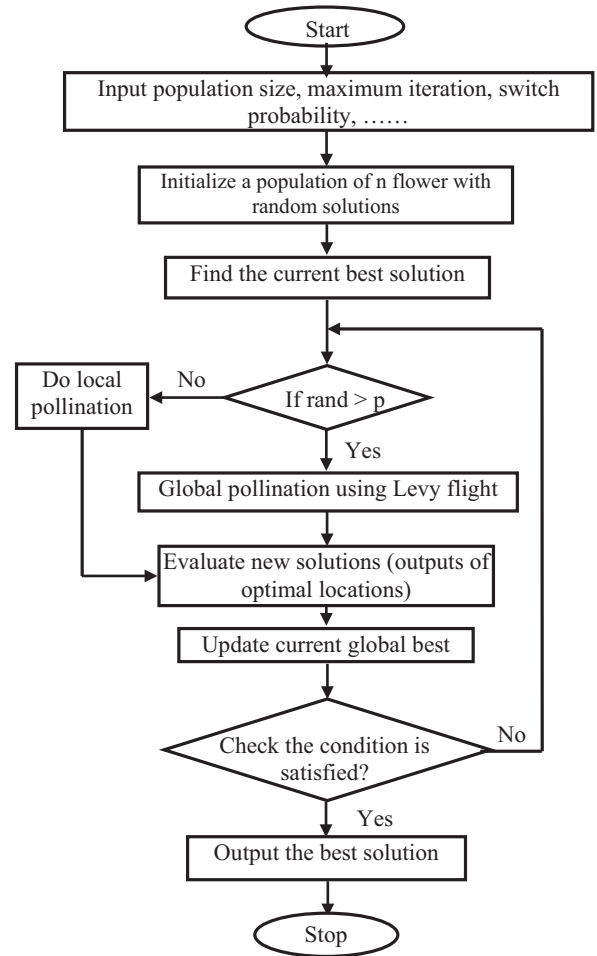 Start
Input population size, maximum iteration, switch
probability, ……
Initialize a population of n flower with
random solutions
Find the current best solution
Do local
pollination
No
If rand > p
Yes
Global pollination using Levy flight
Evaluate new solutions (outputs of
optimal locations)
Update current global best
Check the condition is
satisfied?
No
Yes
Output the best solution
Stop